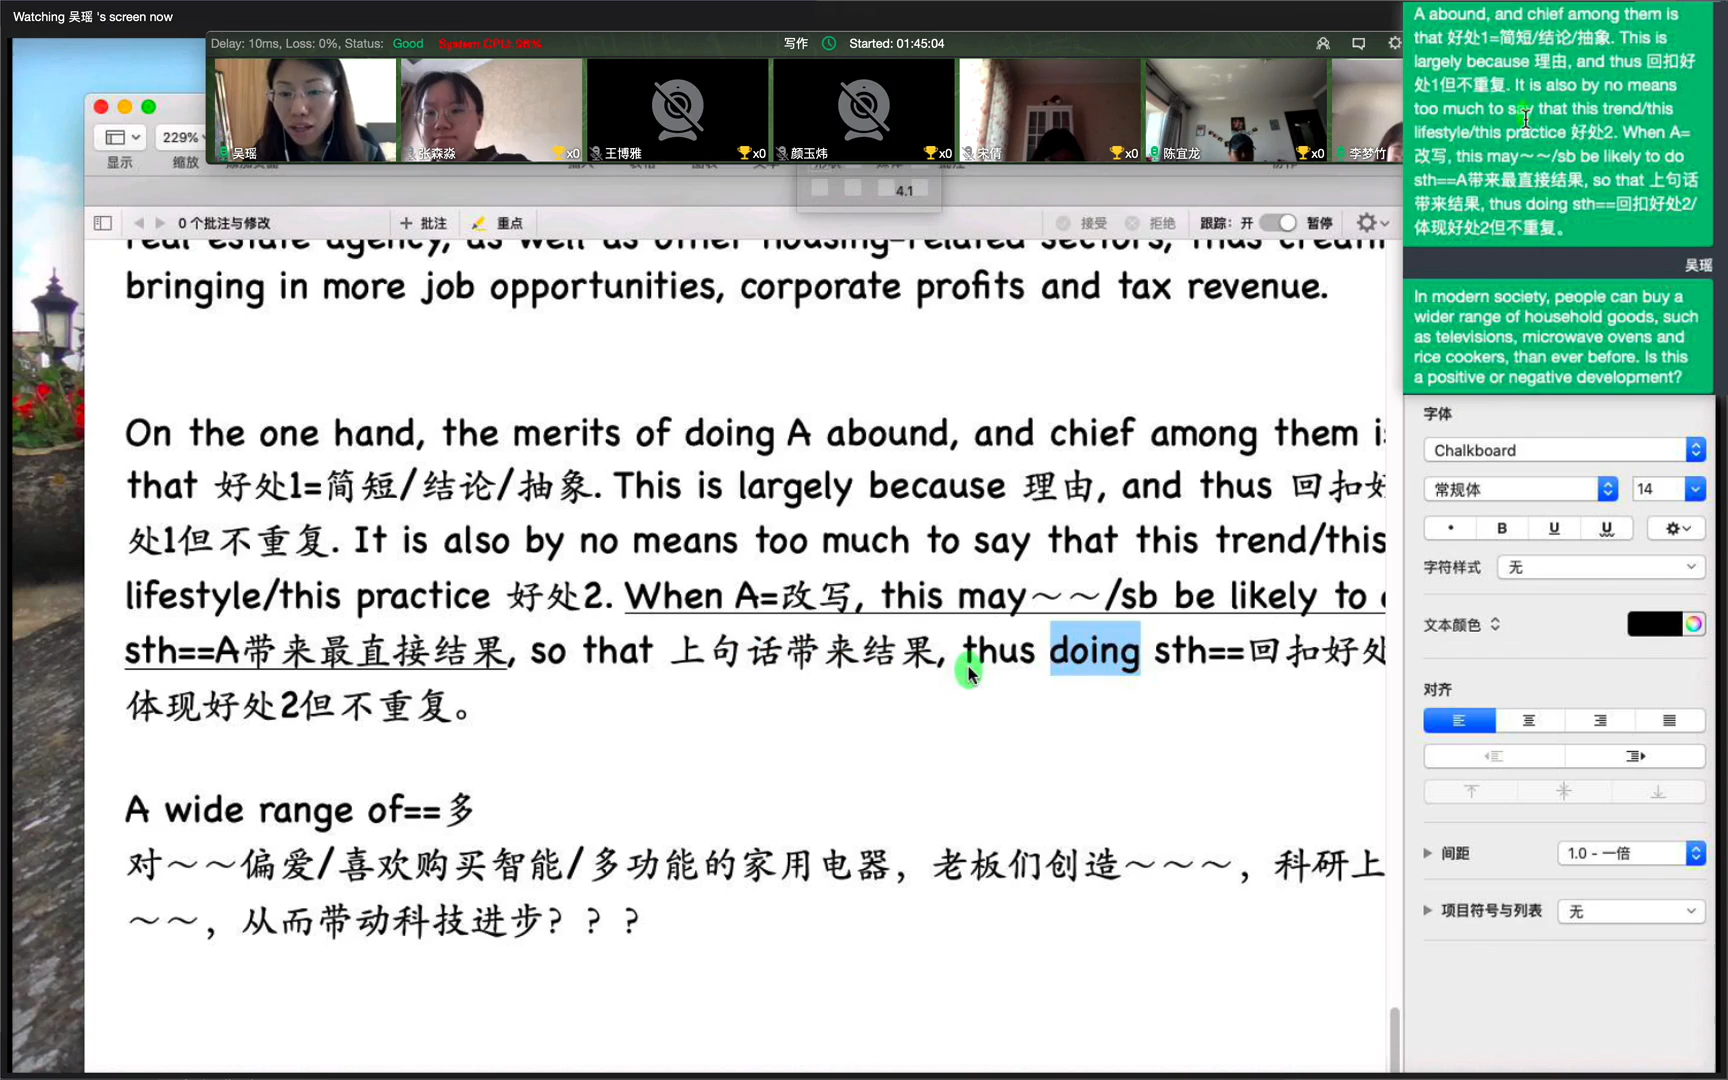 Watching 吴瑶 's screen now
Delay: 10ms, Loss: 0%, Status: Good System CPU: 96%
写作 Started: 01:45:04
吴瑶
张森淼 x0
王博雅 x0
颜玉炜 x0
宋倩 x0
陈宜龙 x0
李梦竹
229%
显示 缩放
4.1
0 个批注与修改 + 批注 重点 接受 拒绝 跟踪: 开 暂停
real estate agency, as well as other housing-related sectors, thus creati
bringing in more job opportunities, corporate profits and tax revenue.
On the one hand, the merits of doing A abound, and chief among them is
that 好处1=简短/结论/抽象. This is largely because 理由, and thus 回扣好
处1但不重复. It is also by no means too much to say that this trend/this
lifestyle/this practice 好处2. When A=改写, this may～～/sb be likely to
sth==A带来最直接结果, so that 上句话带来结果, thus doing sth==回扣好处
体现好处2但不重复。
A wide range of==多
对～～偏爱/喜欢购买智能/多功能的家用电器，老板们创造～～～，科研上
～～，从而带动科技进步？？？
A abound, and chief among them is
that 好处1=简短/结论/抽象. This is
largely because 理由, and thus 回扣好
处1但不重复. It is also by no means
too much to say that this trend/this
lifestyle/this practice 好处2. When A=
改写, this may～～/sb be likely to do
sth==A带来最直接结果, so that 上句话
带来结果, thus doing sth==回扣好处2/
体现好处2但不重复。
吴瑶
In modern society, people can buy a
wider range of household goods, such
as televisions, microwave ovens and
rice cookers, than ever before. Is this
a positive or negative development?
字体
Chalkboard
常规体 14
B U U
字符样式 无
文本颜色
对齐
间距 1.0 - 一倍
项目符号与列表 无